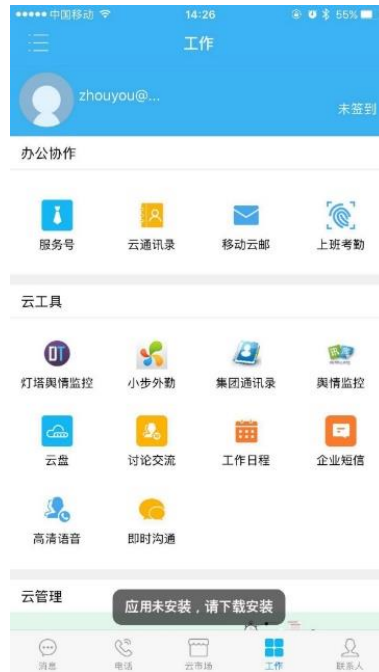 中国移动 14:26 55%
工作
zhouyou@...
未签到
办公协作
服务号 云通讯录 移动云邮 上班考勤
云工具
灯塔舆情监控 小步外勤 集团通讯录 舆情监控
云盘 讨论交流 工作日程 企业短信
高清语音 即时沟通
云管理
应用未安装，请下载安装
消息 电话 云市场 工作 联系人